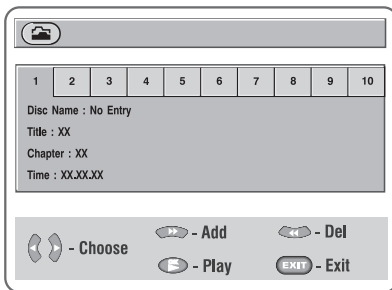 1 2 3 4 5 6 7 8 9 10
Disc Name : No Entry
Title : XX
Chapter : XX
Time : XX.XX.XX
- Choose
- Add
- Del
- Play
EXIT - Exit